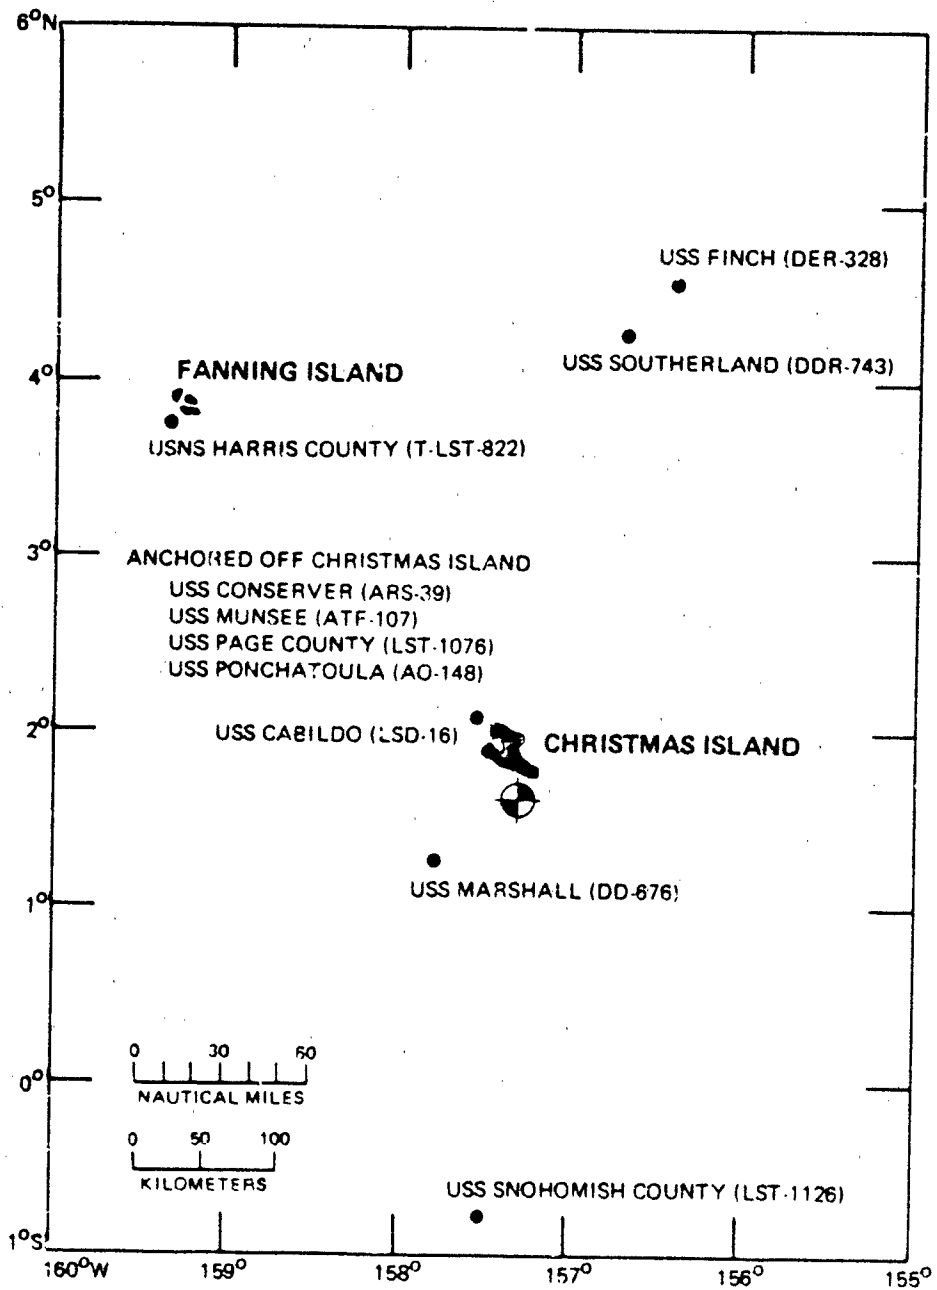 6°N
5°
USS FINCH (DER-328)
USS SOUTHERLAND (DDR-743)
4°
FANNING ISLAND
USNS HARRIS COUNTY (T-LST-822)
3°
ANCHORED OFF CHRISTMAS ISLAND
USS CONSERVER (ARS-39)
USS MUNSEE (ATF-107)
USS PAGE COUNTY (LST-1076)
USS PONCHATOULA (AO-148)
2°
USS CABILDO (LSD-16)
CHRISTMAS ISLAND
USS MARSHALL (DD-676)
1°
0 30 60
0°
NAUTICAL MILES
0 50 100
KILOMETERS
USS SNOHOMISH COUNTY (LST-1126)
1°S
160°W 159° 158° 157° 156° 155°